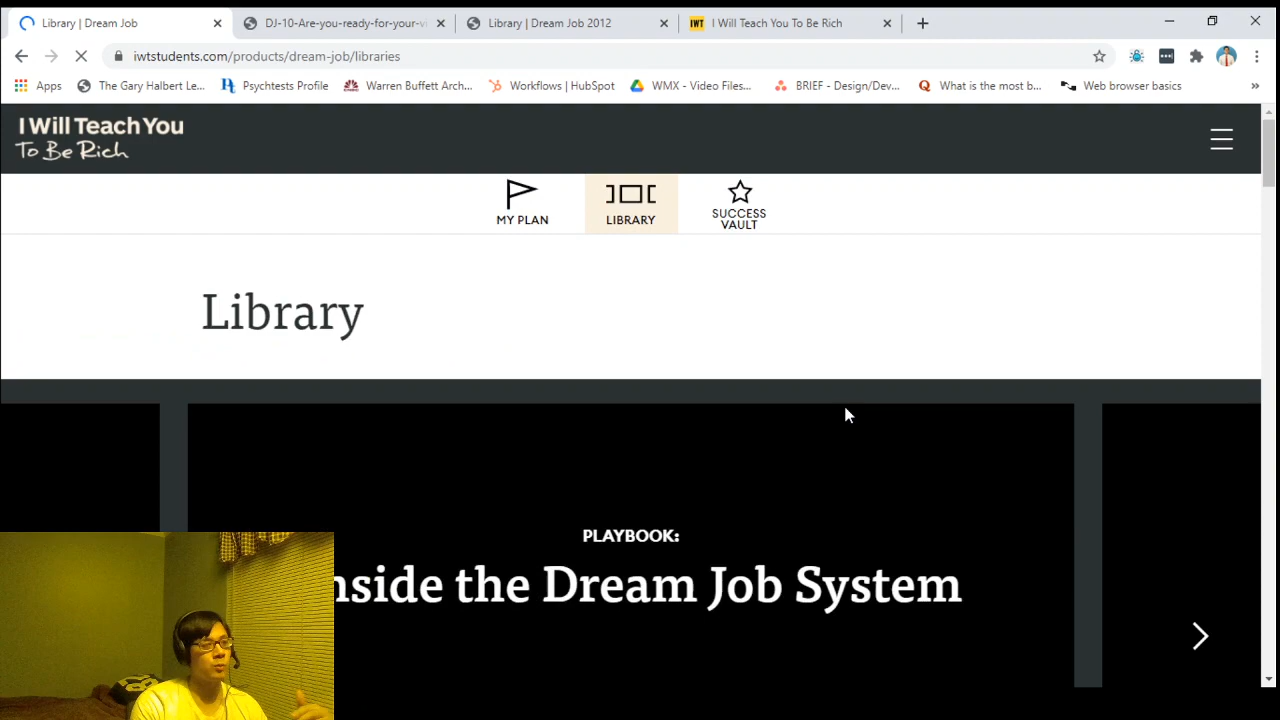 Library | Dream Job
DJ-10-Are-you-ready-for-your-v
Library | Dream Job 2012
IWT I Will Teach You To Be Rich
iwtstudents.com/products/dream-job/libraries
Apps
The Gary Halbert Le...
Psychtests Profile
Warren Buffett Arch...
Workflows | HubSpot
WMX - Video Files...
BRIEF - Design/Dev...
What is the most b...
Web browser basics
I Will Teach You
To Be Rich
MY PLAN
LIBRARY
SUCCESS
VAULT
Library
PLAYBOOK:
nside the Dream Job System